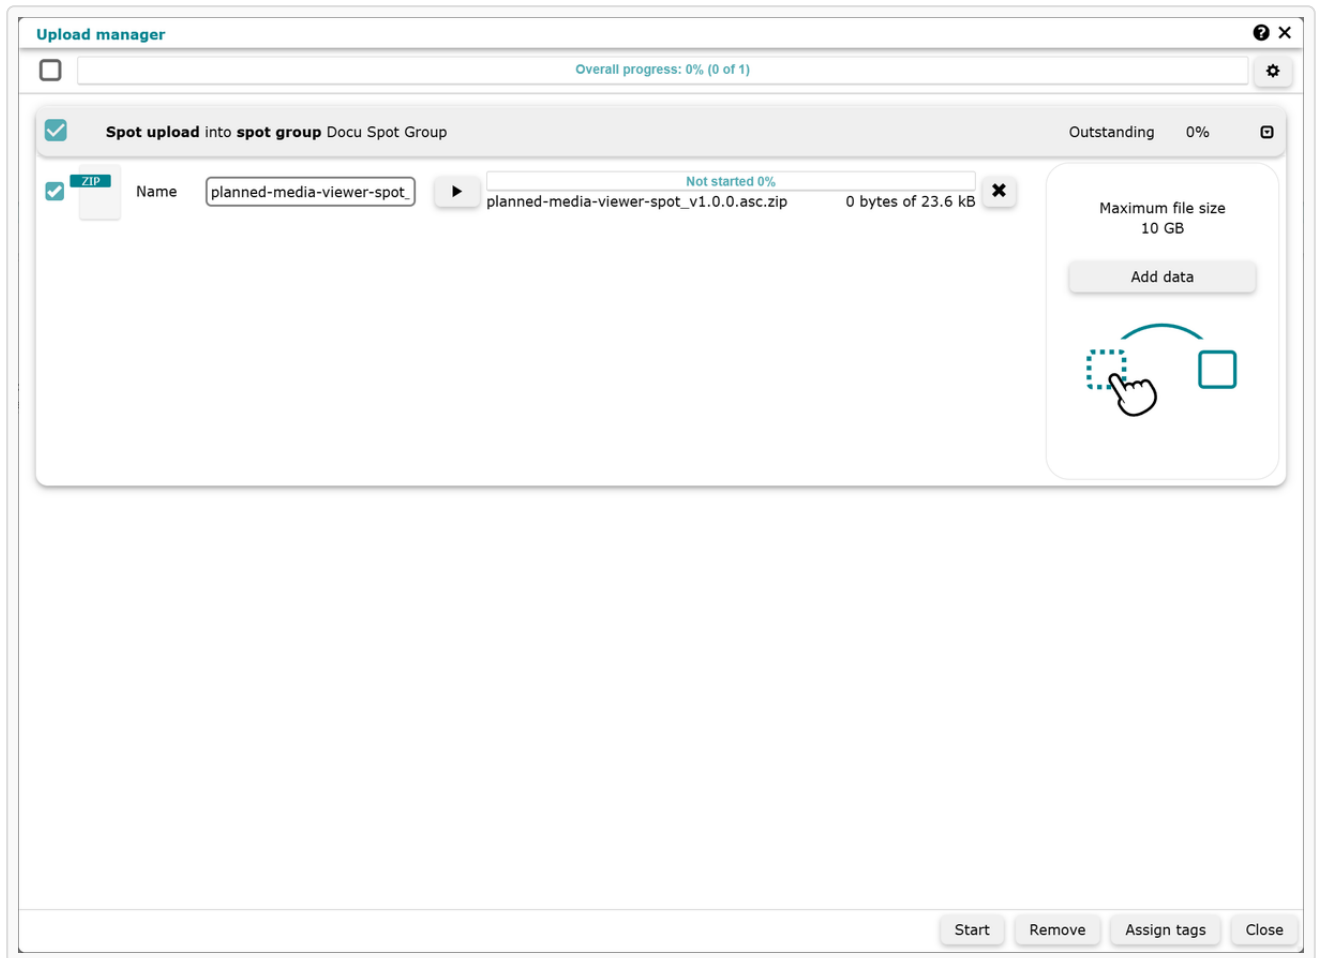 Upload manager
Overall progress: 0% (0 of 1)
Spot upload into spot group Docu Spot Group Outstanding 0%
ZIP Name planned-media-viewer-spot_ Not started 0%
planned-media-viewer-spot_v1.0.0.asc.zip 0 bytes of 23.6 kB
Maximum file size
10 GB
Add data
Start Remove Assign tags Close